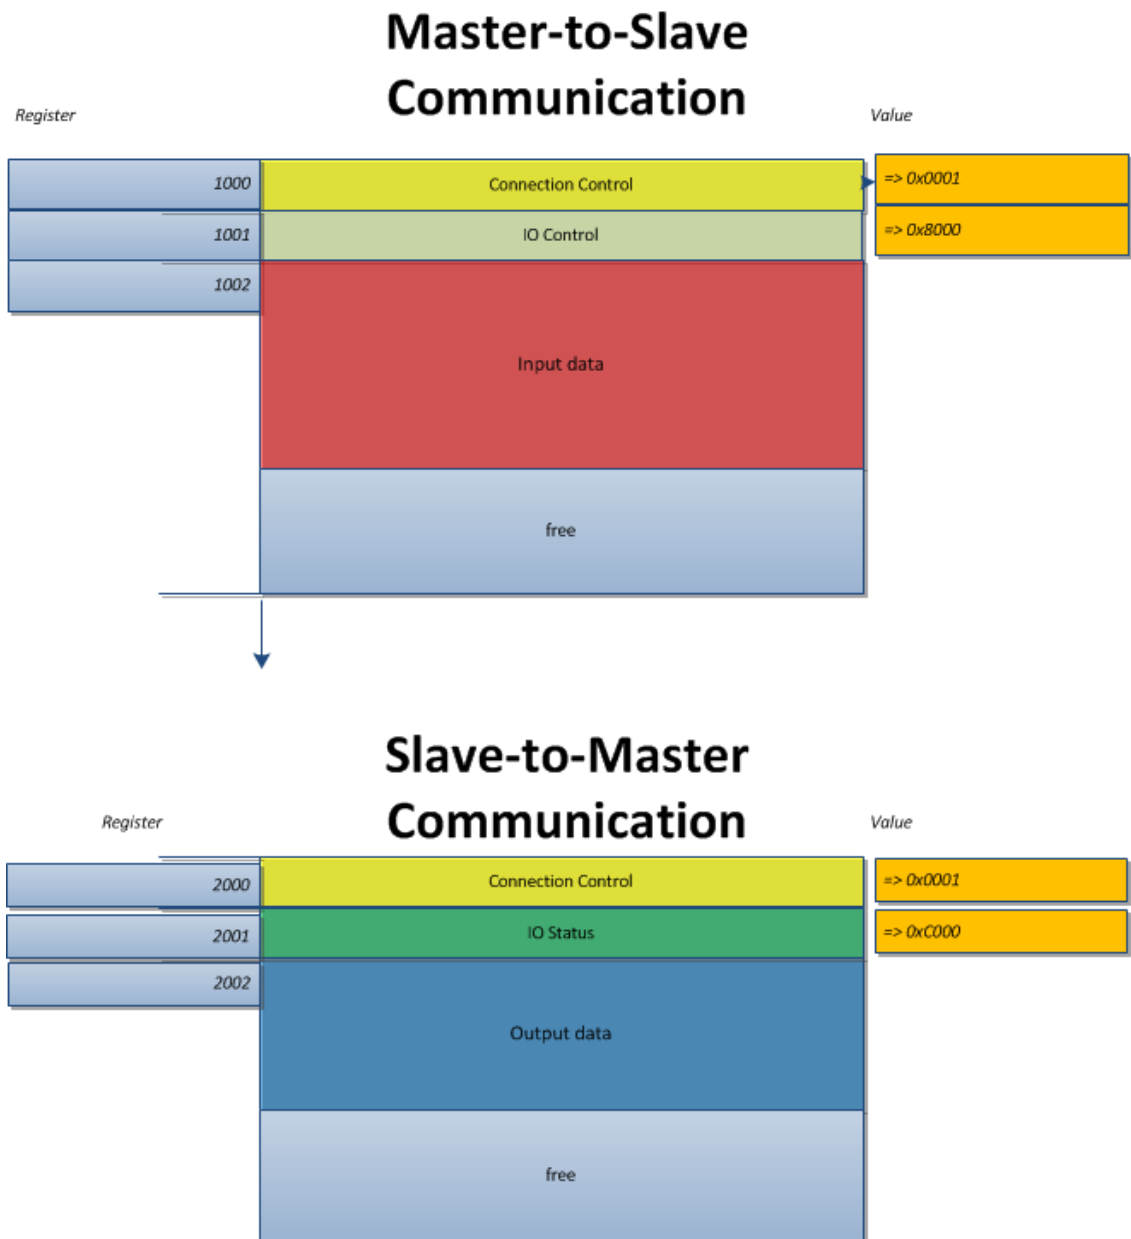 Master-to-Slave
Communication
Register
Value
1000
Connection Control
=> 0x0001
1001
IO Control
=> 0x8000
1002
Input data
free
Slave-to-Master
Communication
Register
Value
2000
Connection Control
=> 0x0001
2001
IO Status
=> 0xC000
2002
Output data
free